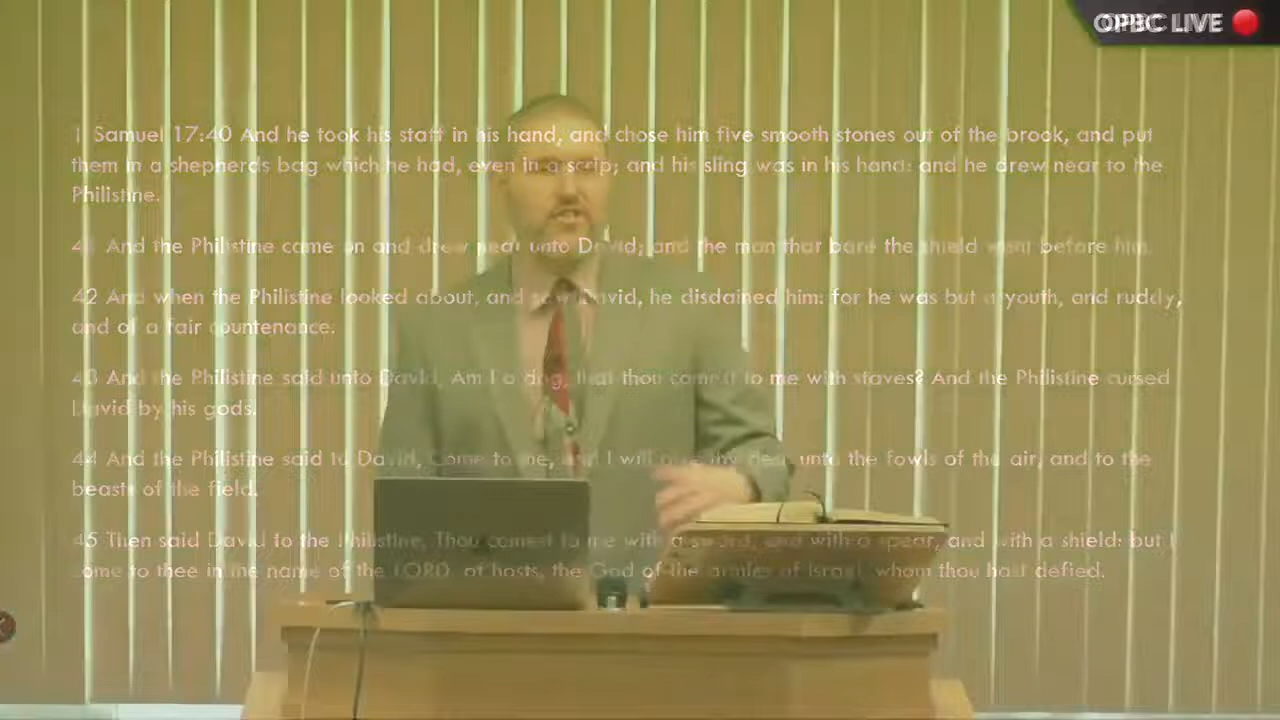 OPBC LIVE
1 Samuel 17:40 And he took his staff in his hand, and chose him five smooth stones out of the brook, and put
them in a shepherds bag which he had, even in a scrip; and his sling was in his hand: and he drew near to the
Philistine.
41 And the Philistine came on and drew near unto David; and the man that bare the shield went before him.
42 And when the Philistine looked about, and saw David, he disdained him: for he was but a youth, and ruddy,
and of a fair countenance.
43 And the Philistine said unto David, Am I a dog, that thou comest to me with staves? And the Philistine cursed
David by his gods.
44 And the Philistine said to David, Come to me, and I will give thy flesh unto the fowls of the air, and to the
beasts of the field.
45 Then said David to the Philistine, Thou comest to me with a sword, and with a spear, and with a shield: but I
come to thee in the name of the LORD of hosts, the God of the armies of Israel, whom thou hast defied.